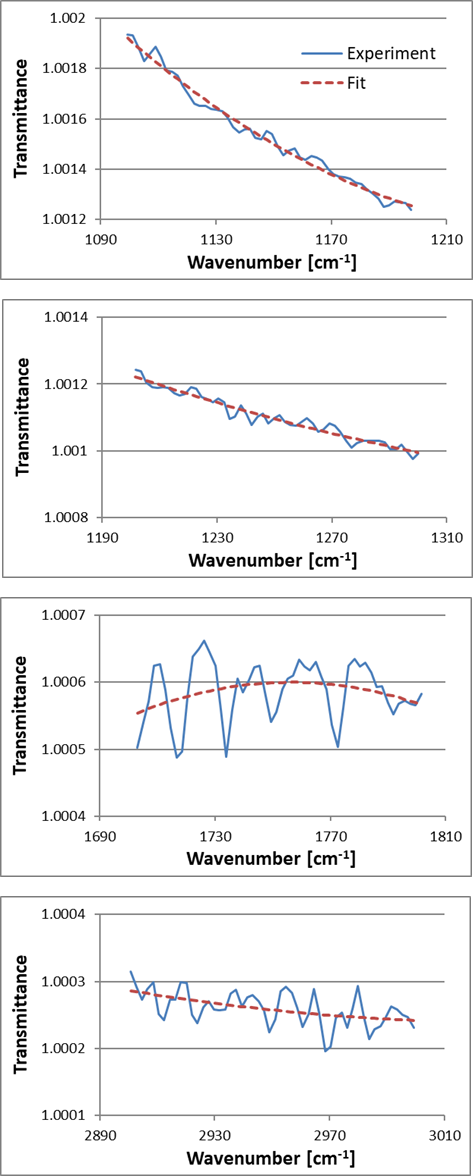 1.002
1.0018
1.0016
1.0014
1.0012
Transmittance
Experiment
Fit
1090 1130 1170 1210
Wavenumber [cm-1]
1.0014
1.0012
1.001
1.0008
Transmittance
1190 1230 1270 1310
Wavenumber [cm-1]
1.0007
1.0006
1.0005
1.0004
Transmittance
1690 1730 1770 1810
Wavenumber [cm-1]
1.0004
1.0003
1.0002
1.0001
Transmittance
2890 2930 2970 3010
Wavenumber [cm-1]